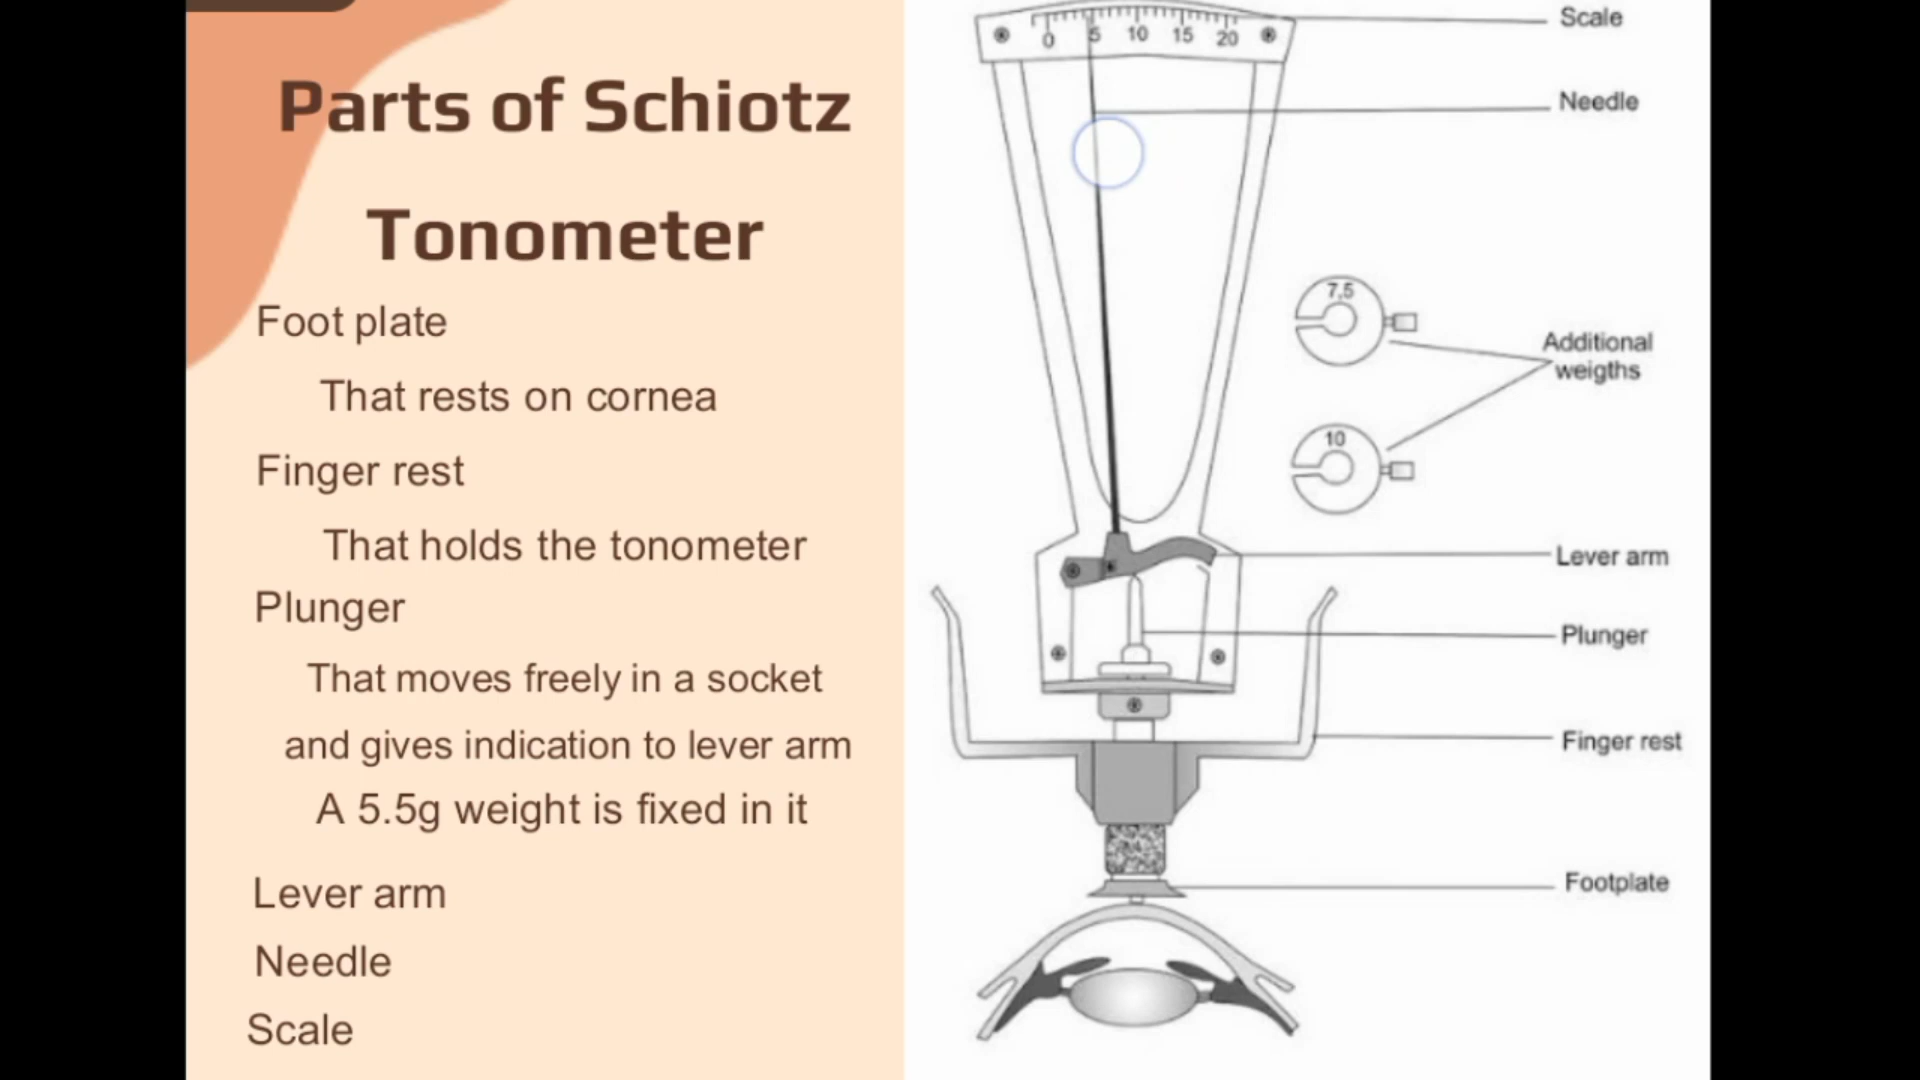 Parts of Schiotz
Tonometer
Foot plate
That rests on cornea
Finger rest
That holds the tonometer
Plunger
That moves freely in a socket
and gives indication to lever arm
A 5.5g weight is fixed in it
Lever arm
Needle
Scale
0 5 10 15 20
Scale
Needle
7,5
Additional
weigths
10
Lever arm
Plunger
Finger rest
Footplate